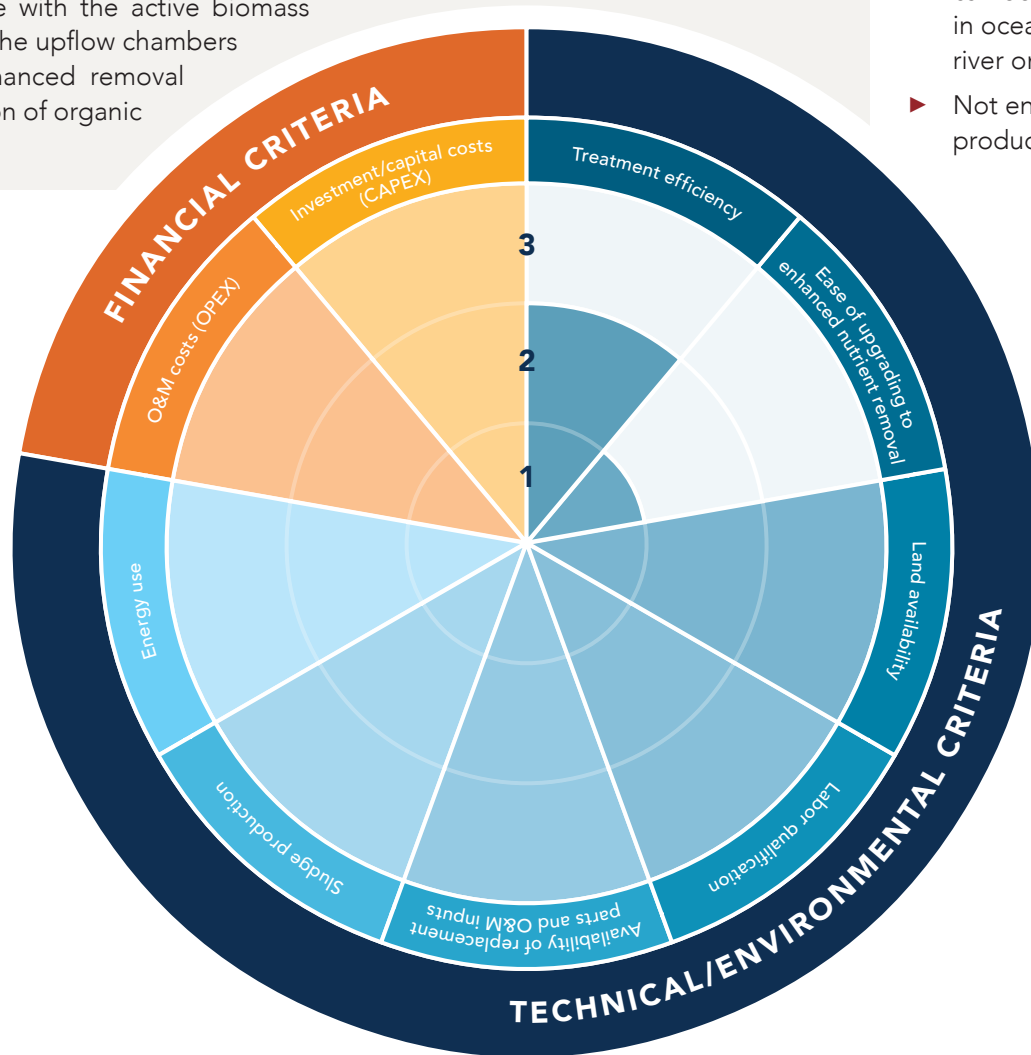 e with the active biomass
he upflow chambers
hanced removal
on of organic
in ocea
river or
► Not en
produc
FINANCIAL CRITERIA
Investment/capital costs
(CAPEX)
O&M costs (OPEX)
Treatment efficiency
Ease of upgrading to
enhanced nutrient removal
Land availability
Labor qualification
Availability of replacement
parts and O&M inputs
Sludge production
Energy use
3
2
1
TECHNICAL/ENVIRONMENTAL CRITERIA